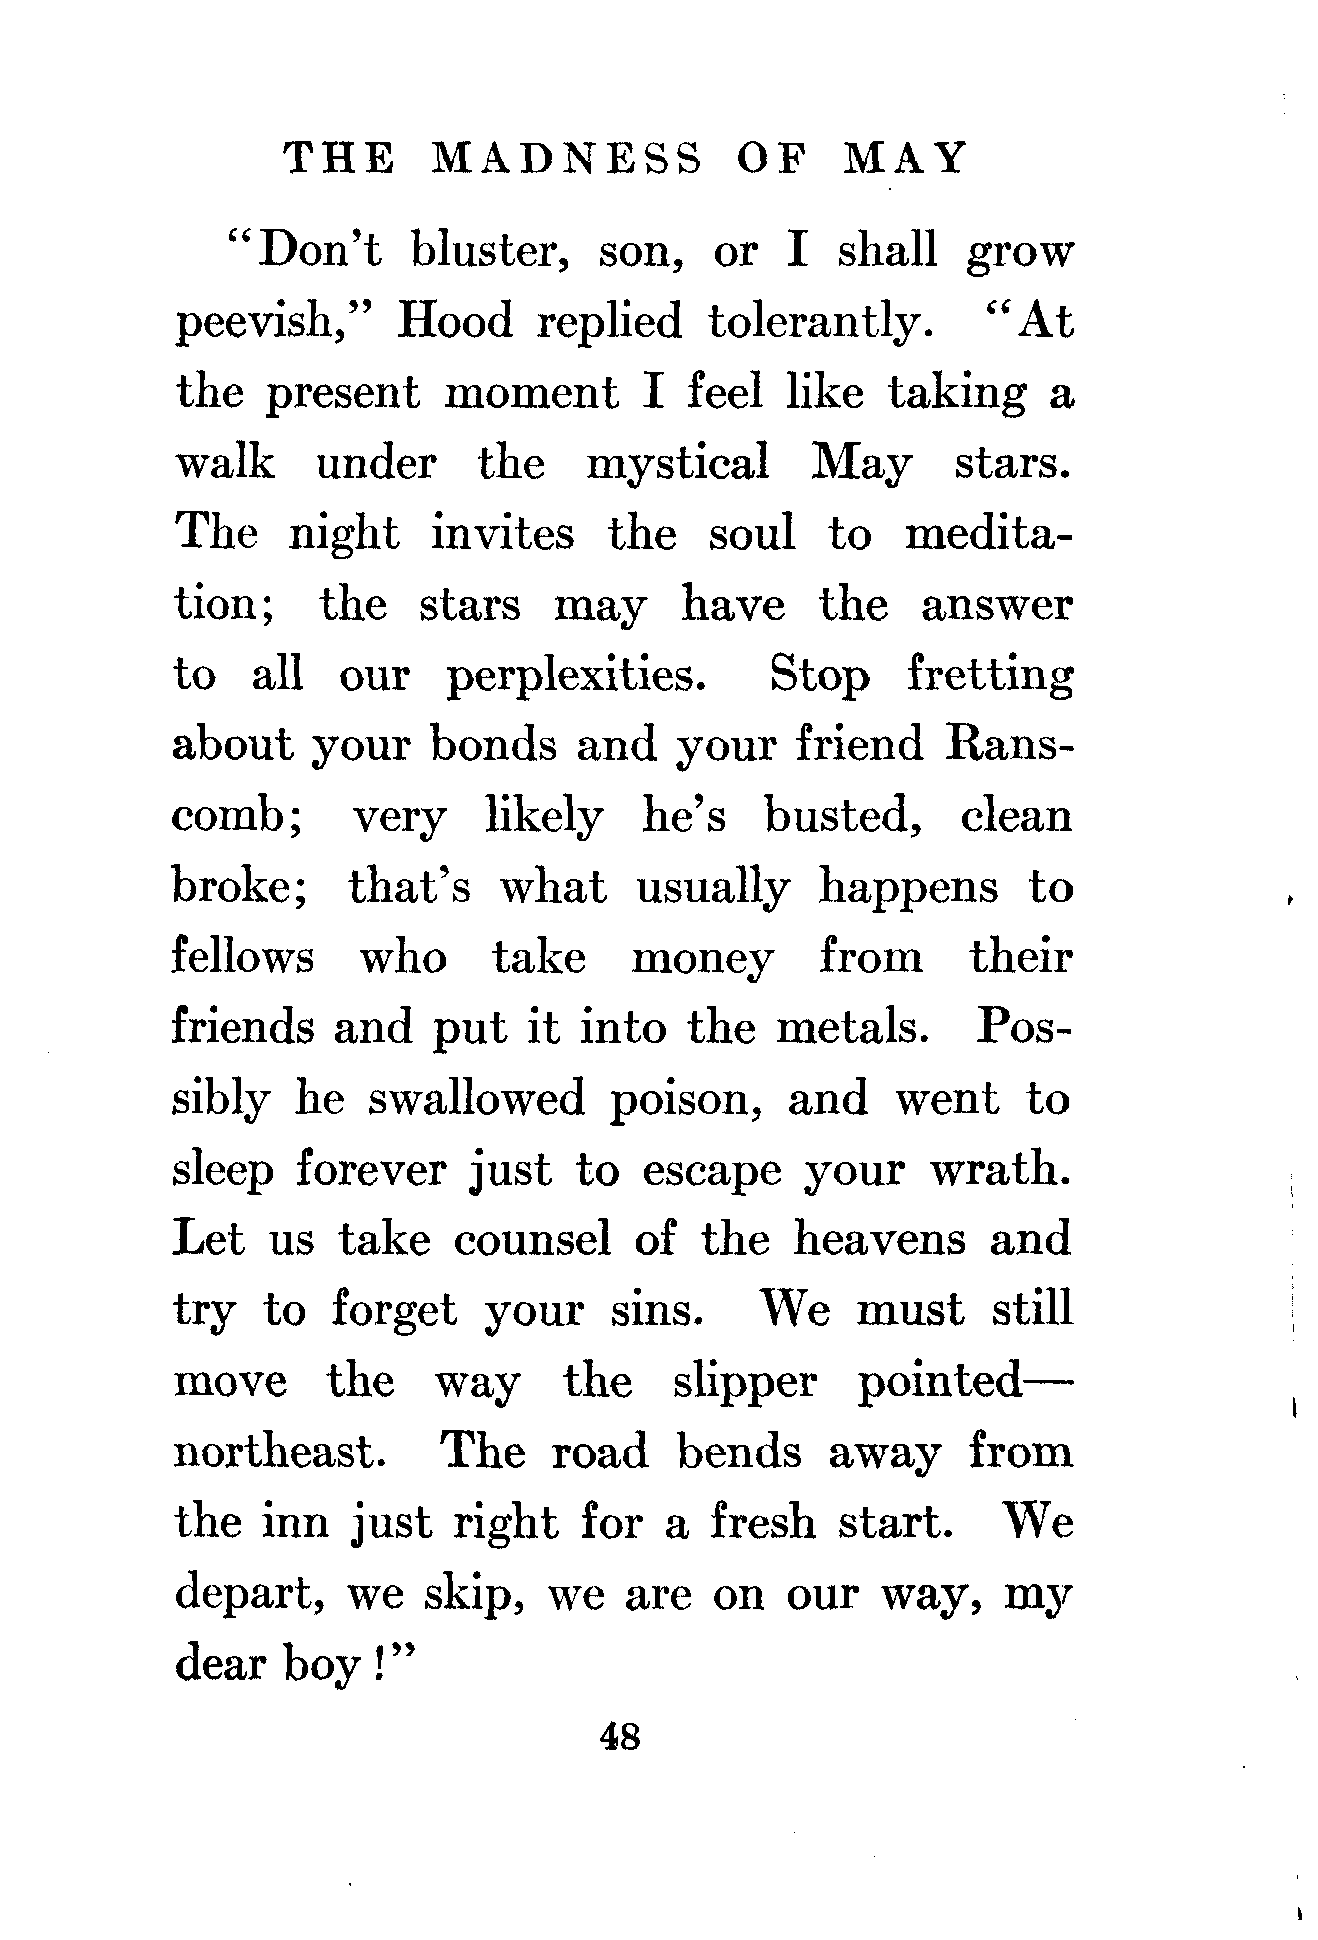 THE MADNESS OF MAY
"Don't bluster, son, or I shall grow
peevish," Hood replied tolerantly. "At
the present moment I feel like taking a
walk under the mystical May stars.
The night invites the soul to medita-
tion; the stars may have the answer
to all our perplexities. Stop fretting
about your bonds and your friend Rans-
comb; very likely he's busted, clean
broke; that's what usually happens to
fellows who take money from their
friends and put it into the metals. Pos-
sibly he swallowed poison, and went to
sleep forever just to escape your wrath.
Let us take counsel of the heavens and
try to forget your sins. We must still
move the way the slipper pointed—
northeast. The road bends away from
the inn just right for a fresh start. We
depart, we skip, we are on our way, my
dear boy!"
48